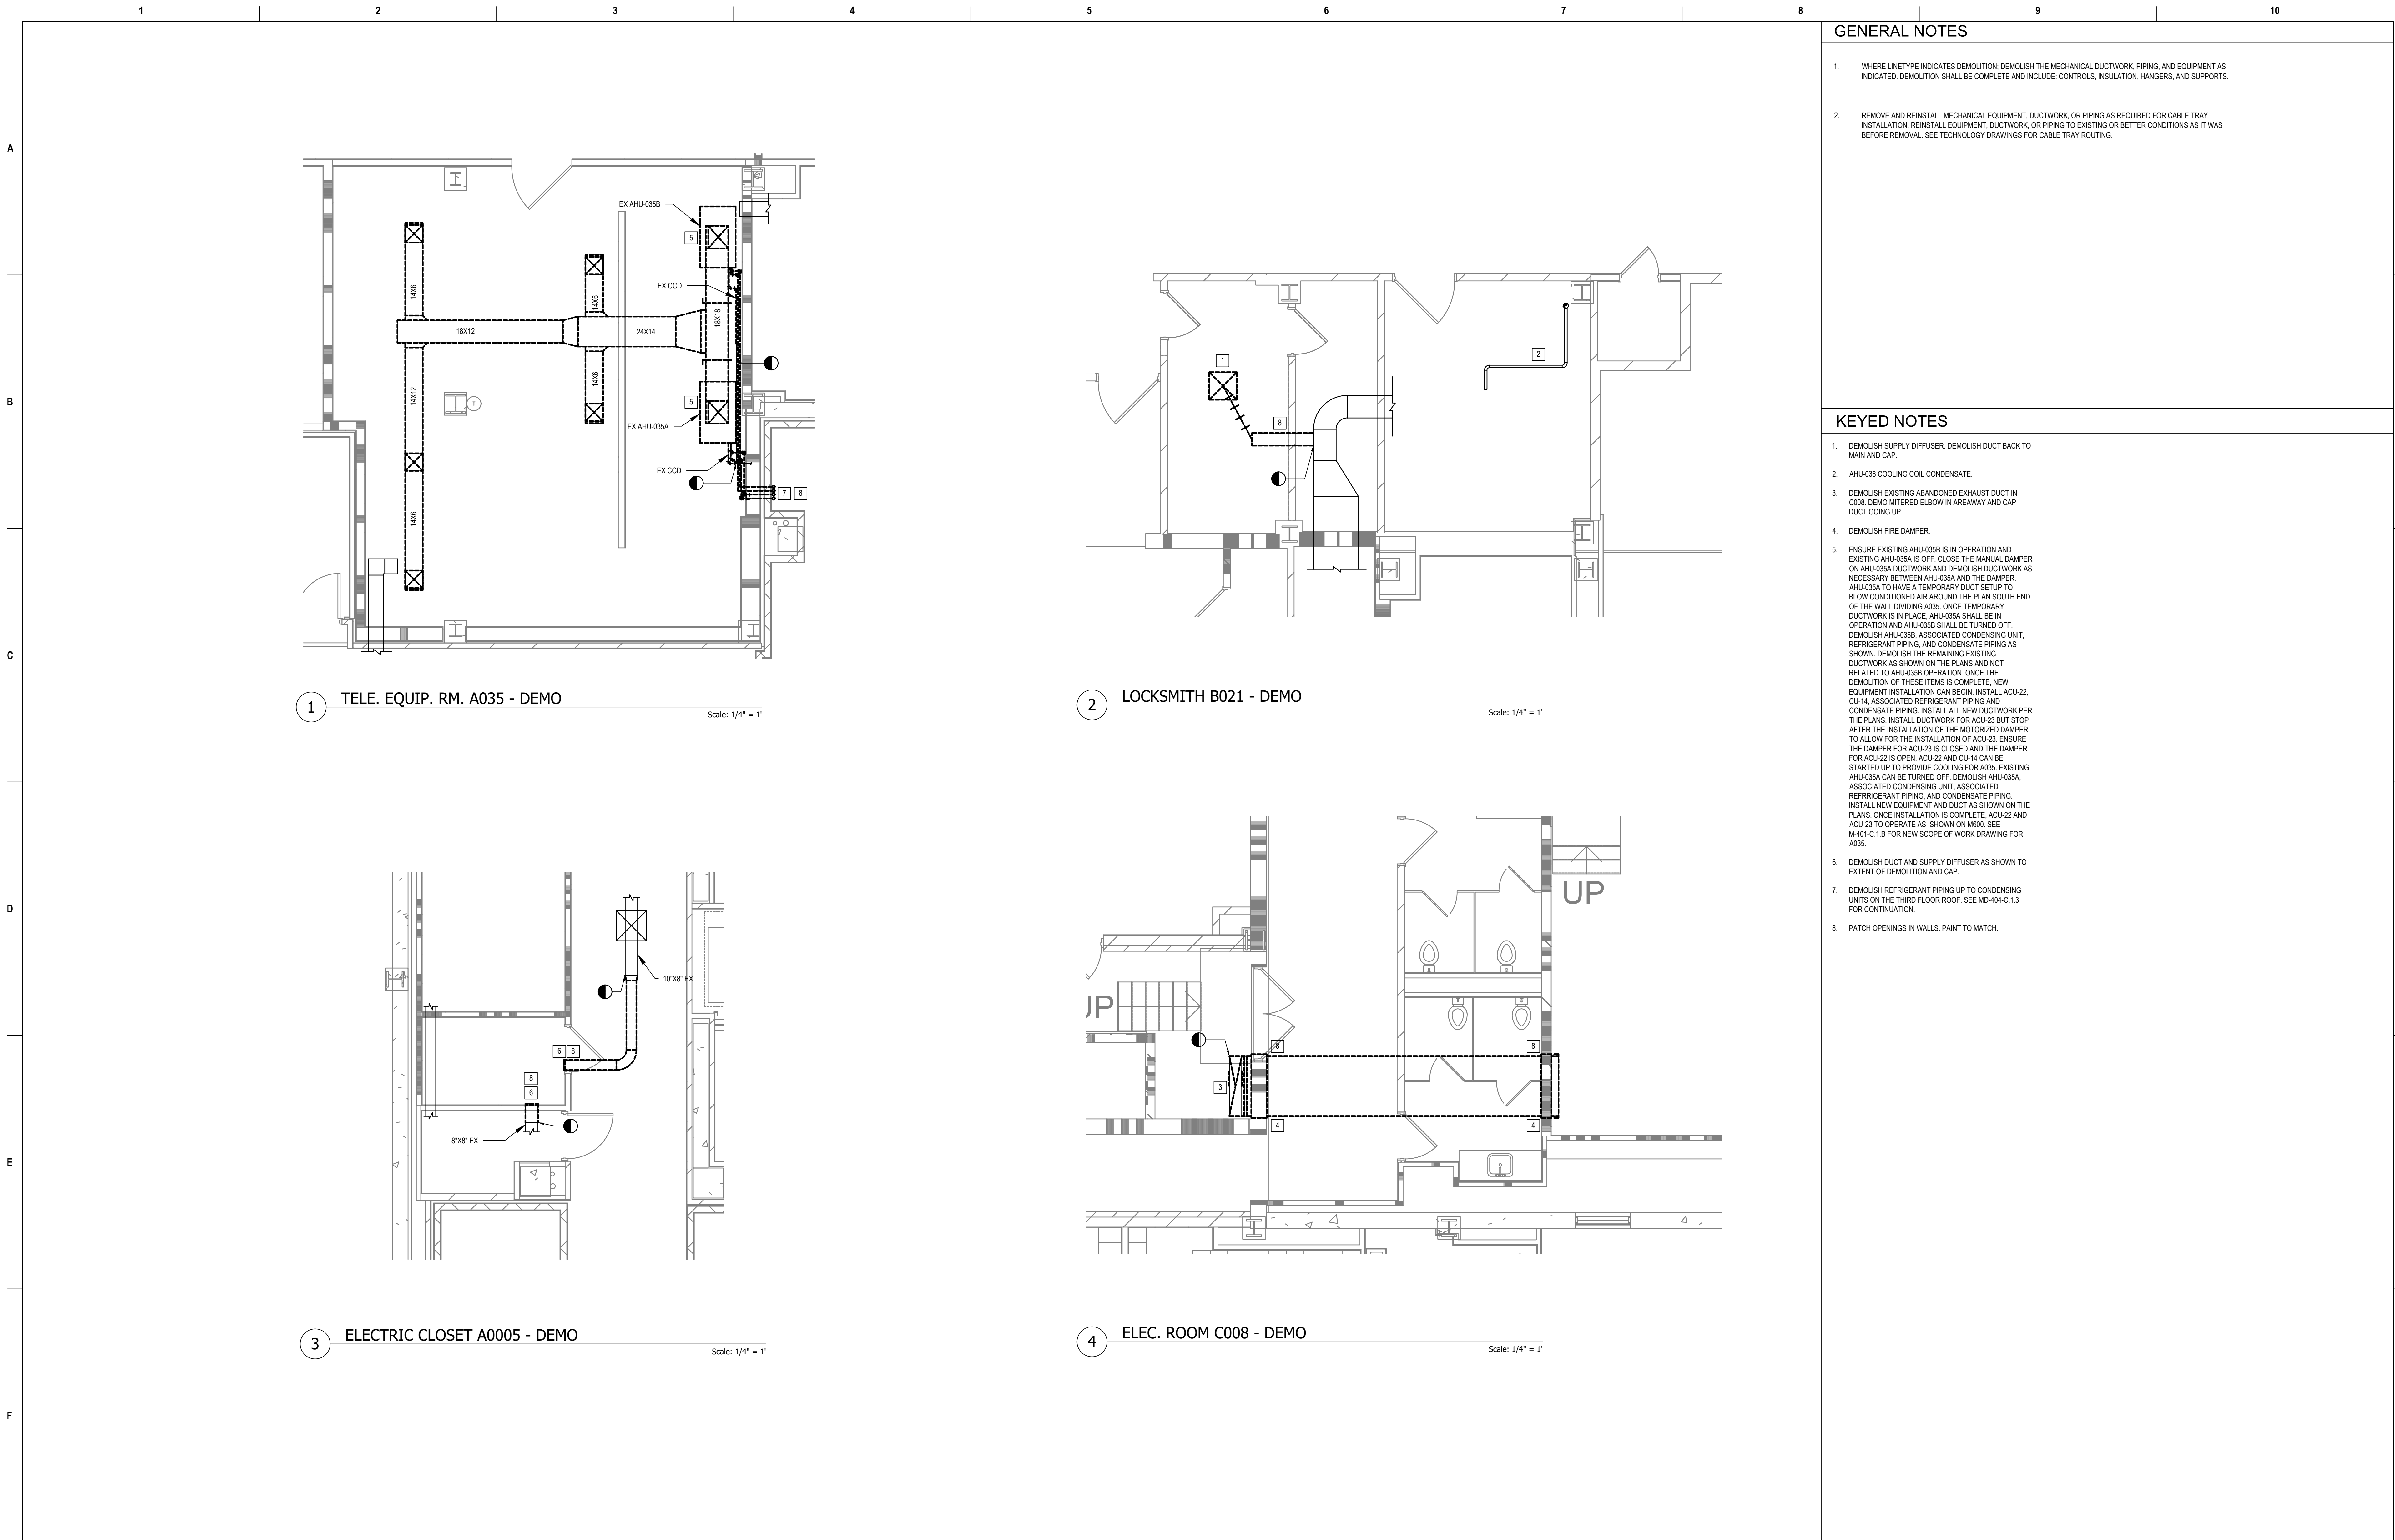 1 2 3 4 5 6 7 8 9 10
A
B
C
D
E
F
GENERAL NOTES
1. WHERE LINETYPE INDICATES DEMOLITION; DEMOLISH THE MECHANICAL DUCTWORK, PIPING, AND EQUIPMENT AS
INDICATED. DEMOLITION SHALL BE COMPLETE AND INCLUDE: CONTROLS, INSULATION, HANGERS, AND SUPPORTS.
2. REMOVE AND REINSTALL MECHANICAL EQUIPMENT, DUCTWORK, OR PIPING AS REQUIRED FOR CABLE TRAY
INSTALLATION. REINSTALL EQUIPMENT, DUCTWORK, OR PIPING TO EXISTING OR BETTER CONDITIONS AS IT WAS
BEFORE REMOVAL. SEE TECHNOLOGY DRAWINGS FOR CABLE TRAY ROUTING.
KEYED NOTES
1. DEMOLISH SUPPLY DIFFUSER. DEMOLISH DUCT BACK TO
MAIN AND CAP.
2. AHU-038 COOLING COIL CONDENSATE.
3. DEMOLISH EXISTING ABANDONED EXHAUST DUCT IN
C008. DEMO MITERED ELBOW IN AREAWAY AND CAP
DUCT GOING UP.
4. DEMOLISH FIRE DAMPER.
5. ENSURE EXISTING AHU-035B IS IN OPERATION AND
EXISTING AHU-035A IS OFF. CLOSE THE MANUAL DAMPER
ON AHU-035A DUCTWORK AND DEMOLISH DUCTWORK AS
NECESSARY BETWEEN AHU-035A AND THE DAMPER.
AHU-035A TO HAVE A TEMPORARY DUCT SETUP TO
BLOW CONDITIONED AIR AROUND THE PLAN SOUTH END
OF THE WALL DIVIDING A035. ONCE TEMPORARY
DUCTWORK IS IN PLACE, AHU-035A SHALL BE IN
OPERATION AND AHU-035B SHALL BE TURNED OFF.
DEMOLISH AHU-035B, ASSOCIATED CONDENSING UNIT,
REFRIGERANT PIPING, AND CONDENSATE PIPING AS
SHOWN. DEMOLISH THE REMAINING EXISTING
DUCTWORK AS SHOWN ON THE PLANS AND NOT
RELATED TO AHU-035B OPERATION. ONCE THE
DEMOLITION OF THESE ITEMS IS COMPLETE, NEW
EQUIPMENT INSTALLATION CAN BEGIN. INSTALL ACU-22,
CU-14, ASSOCIATED REFRIGERANT PIPING AND
CONDENSATE PIPING. INSTALL ALL NEW DUCTWORK PER
THE PLANS. INSTALL DUCTWORK FOR ACU-23 BUT STOP
AFTER THE INSTALLATION OF THE MOTORIZED DAMPER
TO ALLOW FOR THE INSTALLATION OF ACU-23. ENSURE
THE DAMPER FOR ACU-23 IS CLOSED AND THE DAMPER
FOR ACU-22 IS OPEN. ACU-22 AND CU-14 CAN BE
STARTED UP TO PROVIDE COOLING FOR A035. EXISTING
AHU-035A CAN BE TURNED OFF. DEMOLISH AHU-035A,
ASSOCIATED CONDENSING UNIT, ASSOCIATED
REFRRIGERANT PIPING, AND CONDENSATE PIPING.
INSTALL NEW EQUIPMENT AND DUCT AS SHOWN ON THE
PLANS. ONCE INSTALLATION IS COMPLETE, ACU-22 AND
ACU-23 TO OPERATE AS SHOWN ON M600. SEE
M-401-C.1.B FOR NEW SCOPE OF WORK DRAWING FOR
A035.
6. DEMOLISH DUCT AND SUPPLY DIFFUSER AS SHOWN TO
EXTENT OF DEMOLITION AND CAP.
7. DEMOLISH REFRIGERANT PIPING UP TO CONDENSING
UNITS ON THE THIRD FLOOR ROOF. SEE MD-404-C.1.3
FOR CONTINUATION.
8. PATCH OPENINGS IN WALLS. PAINT TO MATCH.
EX AHU-035B
5
EX CCD
14X6
14X6
18X12
24X14
18X18
14X12
14X6
T
5
EX AHU-035A
EX CCD
7 8
14X6
1 TELE. EQUIP. RM. A035 - DEMO
Scale: 1/4" = 1'
1
2
8
2 LOCKSMITH B021 - DEMO
Scale: 1/4" = 1'
10"X8" EX
6 8
8
6
8"X8" EX
3 ELECTRIC CLOSET A0005 - DEMO
Scale: 1/4" = 1'
UP
UP
8
8
3
4
4
4 ELEC. ROOM C008 - DEMO
Scale: 1/4" = 1'